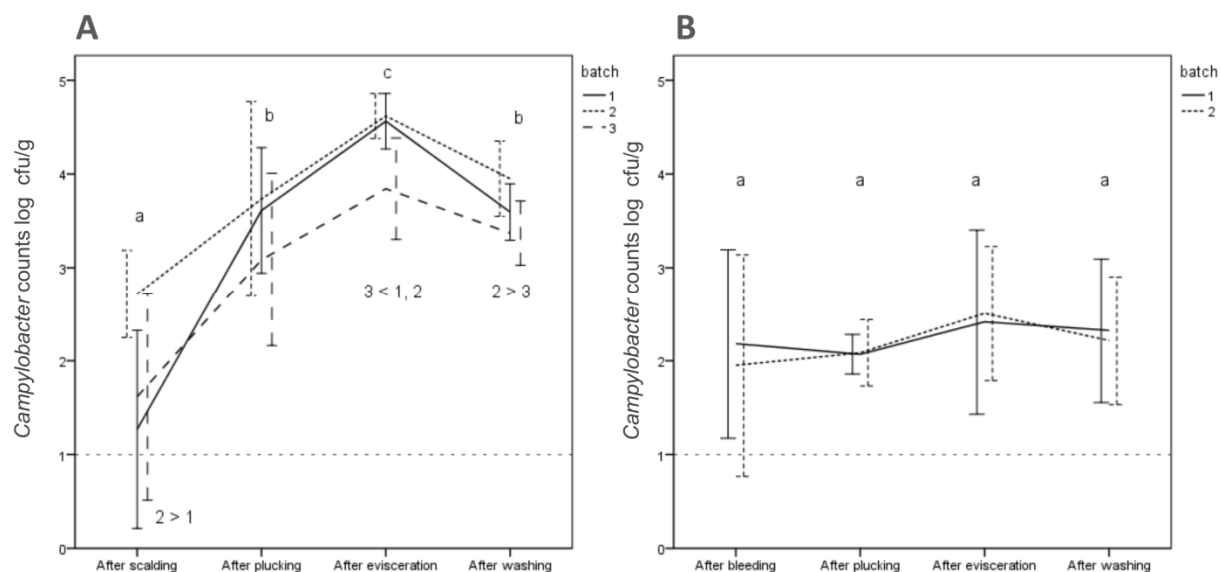 A
Campylobacter counts log cfu/g
5
4
3
2
1
0
a
b
c
b
2 > 1
3 < 1, 2
2 > 3
After scalding
After plucking
After evisceration
After washing
batch
1
2
3
B
Campylobacter counts log cfu/g
5
4
3
2
1
0
a
a
a
a
After bleeding
After plucking
After evisceration
After washing
batch
1
2